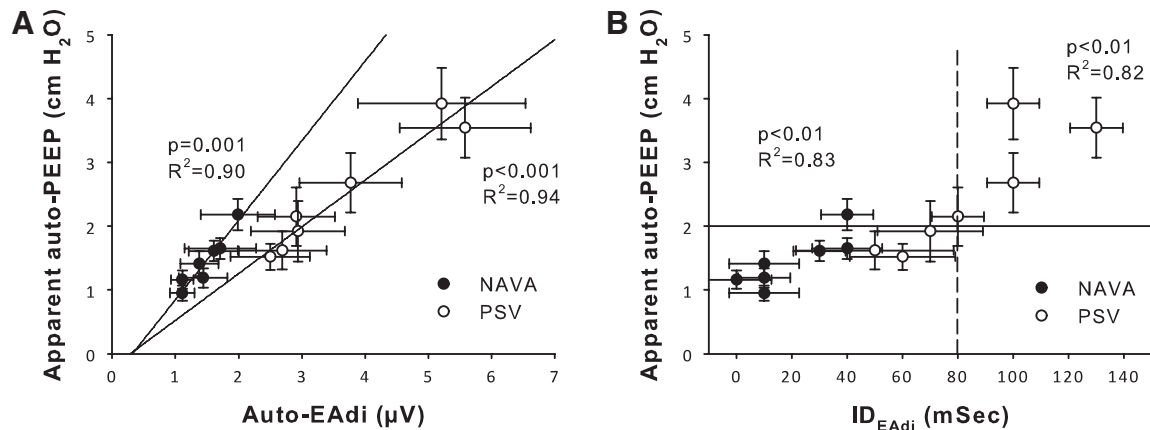 A
Apparent auto-PEEP (cm H₂O)
5
4
3
2
1
0
p=0.001
R²=0.90
p<0.001
R²=0.94
NAVA
PSV
0 1 2 3 4 5 6 7
Auto-EAdi (µV)
B
Apparent auto-PEEP (cm H₂O)
5
4
3
2
1
0
p<0.01
R²=0.82
p<0.01
R²=0.83
NAVA
PSV
0 20 40 60 80 100 120 140
ID_EAdi (mSec)